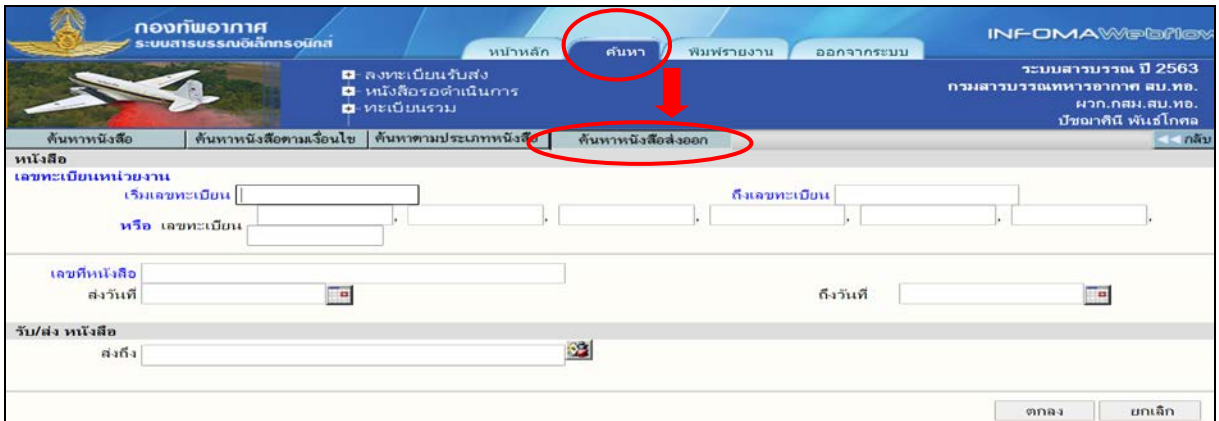 กองทัพอากาศ
ระบบสารบรรณอิเล็กทรอนิกส์
หน้าหลัก ค้นหา พิมพ์รายงาน ออกจากระบบ
INFOMA Webflow
ลงทะเบียนรับส่ง
หนังสือรอดำเนินการ
ทะเบียนรวม
ระบบสารบรรณ ปี 2563
กรมสารบรรณทหารอากาศ สบ.ทอ.
ผวก.กสม.สบ.ทอ.
ปัชฌาศินี พันธ์โกศล
ค้นหาหนังสือ ค้นหาหนังสือตามเงื่อนไข ค้นหาตามประเภทหนังสือ ค้นหาหนังสือส่งออก กลับ
หนังสือ
เลขทะเบียนหน่วยงาน
เริ่มเลขทะเบียน ถึงเลขทะเบียน
หรือ เลขทะเบียน , , , , , ,
เลขที่หนังสือ
ส่งวันที่ ถึงวันที่
รับ/ส่ง หนังสือ
ส่งถึง
ตกลง ยกเลิก